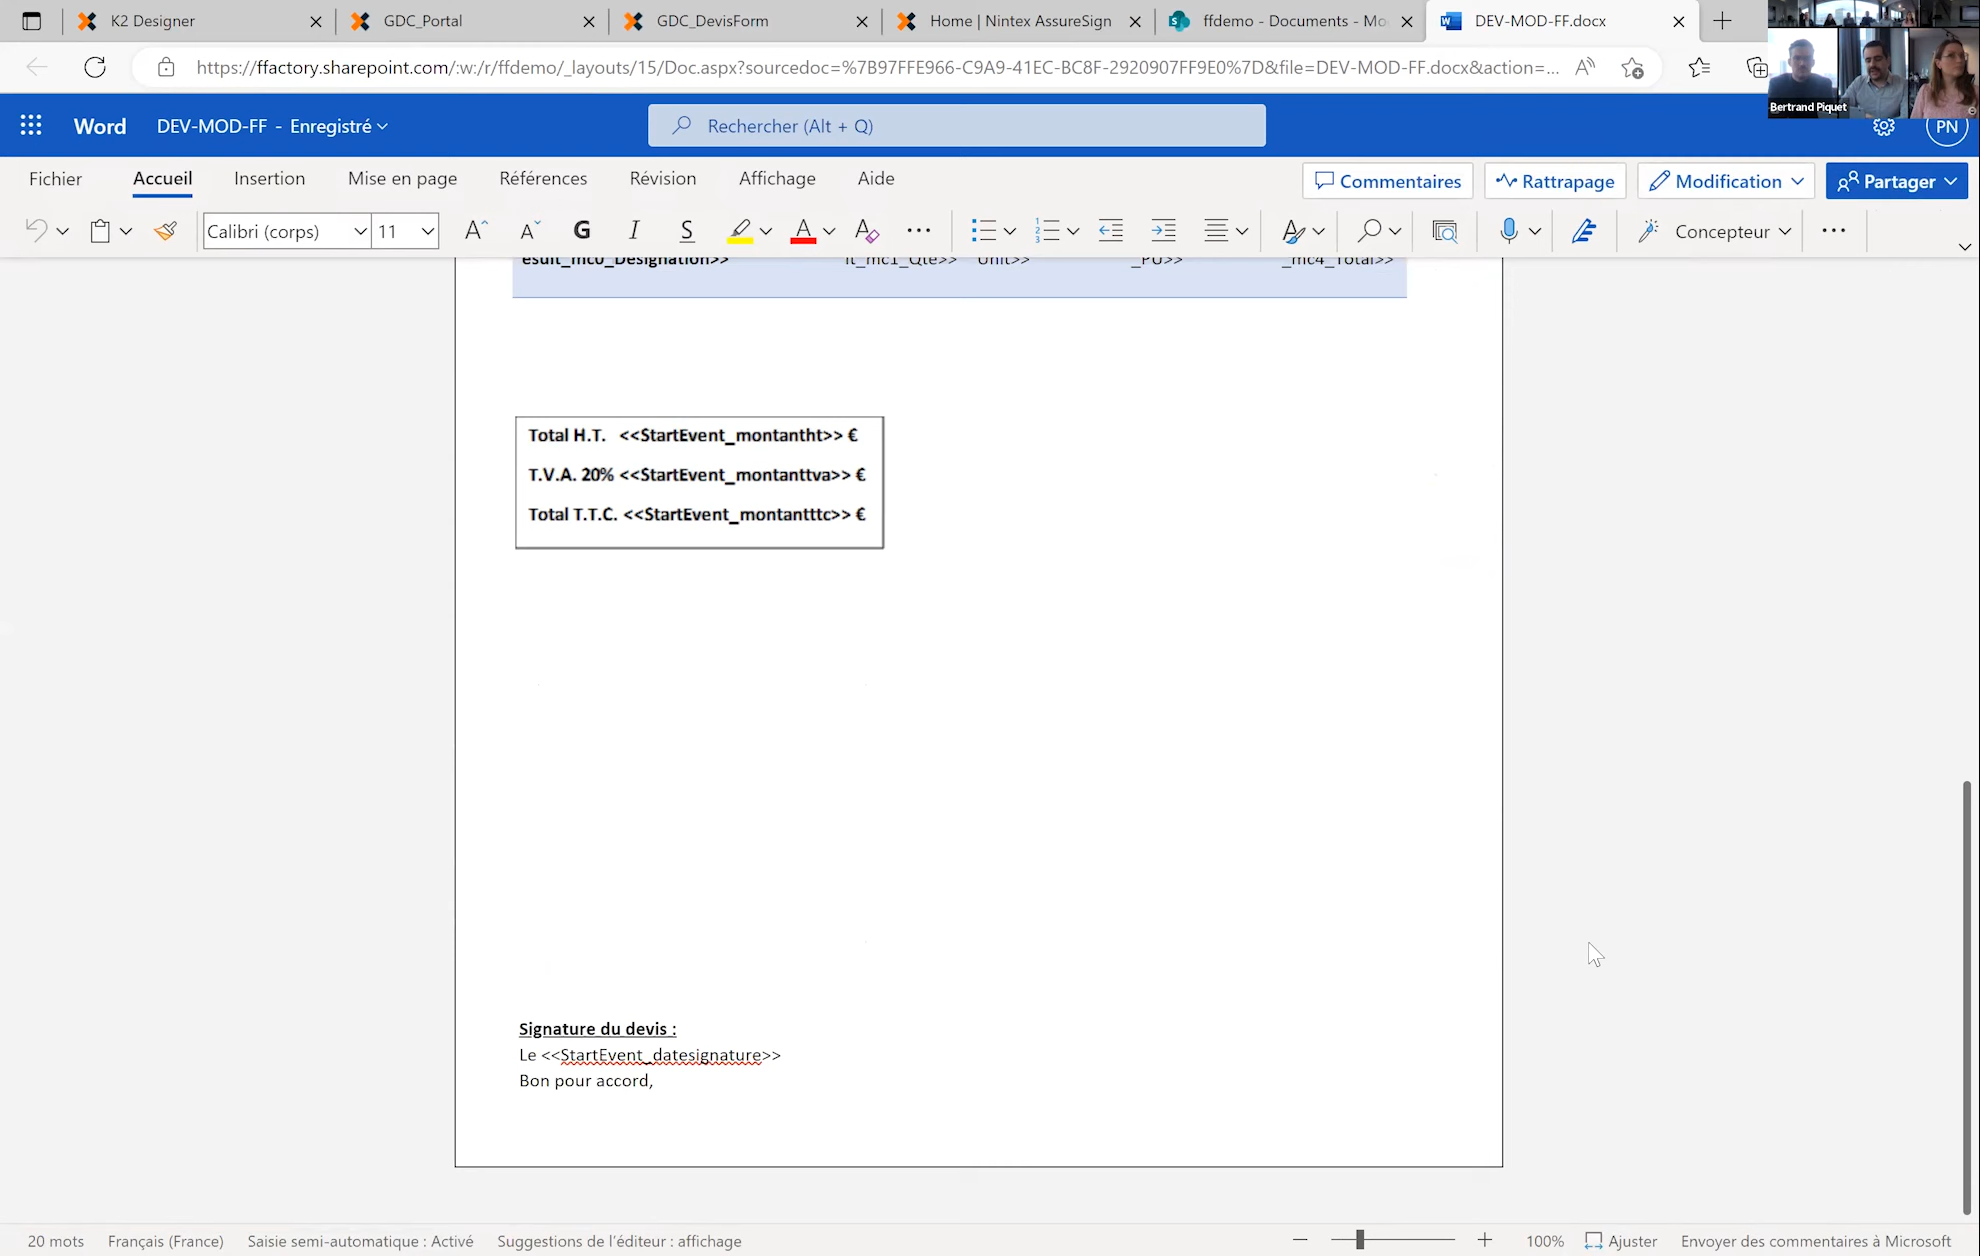 K2 Designer
GDC_Portal
GDC_DevisForm
Home | Nintex AssureSign
ffdemo - Documents - Mo
DEV-MOD-FF.docx
https://ffactory.sharepoint.com/:w:/r/ffdemo/_layouts/15/Doc.aspx?sourcedoc=%7B97FFE966-C9A9-41EC-BC8F-2920907FF9E0%7D&file=DEV-MOD-FF.docx&action=...
Bertrand Piquet
Word DEV-MOD-FF - Enregistré
Rechercher (Alt + Q)
PN
Fichier Accueil Insertion Mise en page Références Révision Affichage Aide
Commentaires Rattrapage Modification Partager
Calibri (corps) 11 G I S Concepteur
esult_mc0_Designation>> lt_mc1_Qte>> Unit>> _PU>> _mc4_Total>>
Total H.T. <<StartEvent_montantht>> €
T.V.A. 20% <<StartEvent_montanttva>> €
Total T.T.C. <<StartEvent_montantttc>> €
Signature du devis :
Le <<StartEvent_datesignature>>
Bon pour accord,
20 mots Français (France) Saisie semi-automatique : Activé Suggestions de l'éditeur : affichage
100% Ajuster Envoyer des commentaires à Microsoft